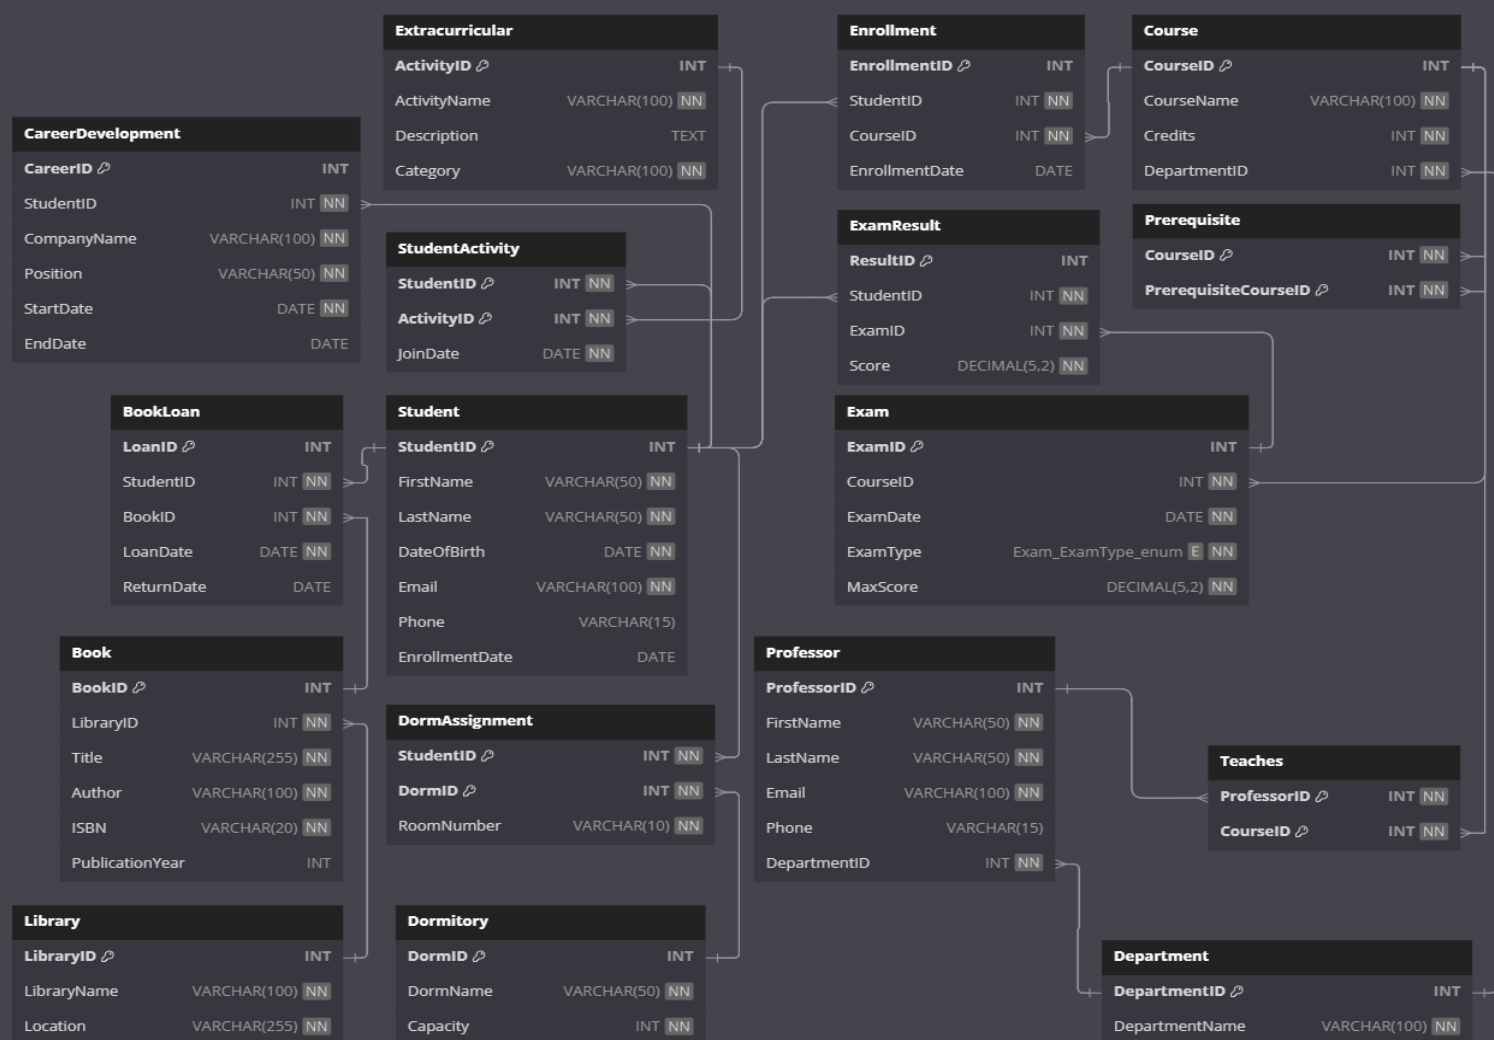 Extracurricular
ActivityID INT
ActivityName VARCHAR(100) NN
Description TEXT
Category VARCHAR(100) NN
Enrollment
EnrollmentID INT
StudentID INT NN
CourseID INT NN
EnrollmentDate DATE
Course
CourseID INT
CourseName VARCHAR(100) NN
Credits INT NN
DepartmentID INT NN
CareerDevelopment
CareerID INT
StudentID INT NN
CompanyName VARCHAR(100) NN
Position VARCHAR(50) NN
StartDate DATE NN
EndDate DATE
StudentActivity
StudentID INT NN
ActivityID INT NN
JoinDate DATE NN
ExamResult
ResultID INT
StudentID INT NN
ExamID INT NN
Score DECIMAL(5,2) NN
Prerequisite
CourseID INT NN
PrerequisiteCourseID INT NN
BookLoan
LoanID INT
StudentID INT NN
BookID INT NN
LoanDate DATE NN
ReturnDate DATE
Student
StudentID INT
FirstName VARCHAR(50) NN
LastName VARCHAR(50) NN
DateOfBirth DATE NN
Email VARCHAR(100) NN
Phone VARCHAR(15)
EnrollmentDate DATE
Exam
ExamID INT
CourseID INT NN
ExamDate DATE NN
ExamType Exam_ExamType_enum E NN
MaxScore DECIMAL(5,2) NN
Book
BookID INT
LibraryID INT NN
Title VARCHAR(255) NN
Author VARCHAR(100) NN
ISBN VARCHAR(20) NN
PublicationYear INT
DormAssignment
StudentID INT NN
DormID INT NN
RoomNumber VARCHAR(10) NN
Professor
ProfessorID INT
FirstName VARCHAR(50) NN
LastName VARCHAR(50) NN
Email VARCHAR(100) NN
Phone VARCHAR(15)
DepartmentID INT NN
Teaches
ProfessorID INT NN
CourseID INT NN
Library
LibraryID INT
LibraryName VARCHAR(100) NN
Location VARCHAR(255) NN
Dormitory
DormID INT
DormName VARCHAR(50) NN
Capacity INT NN
Department
DepartmentID INT
DepartmentName VARCHAR(100) NN